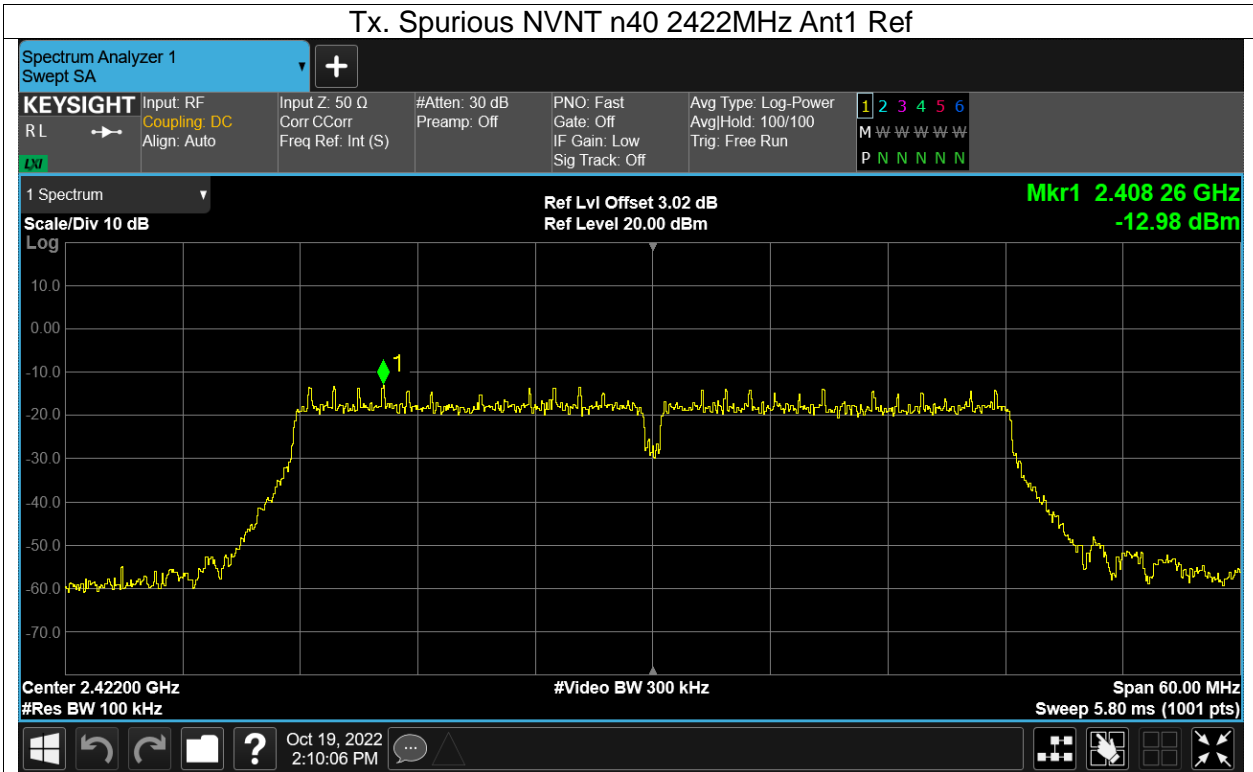 Tx. Spurious NVNT n40 2422MHz Ant1 Ref
Spectrum Analyzer 1
Swept SA
KEYSIGHT
R L
LXI
Input: RF
Coupling: DC
Align: Auto
Input Z: 50 Ω
Corr CCorr
Freq Ref: Int (S)
#Atten: 30 dB
Preamp: Off
PNO: Fast
Gate: Off
IF Gain: Low
Sig Track: Off
Avg Type: Log-Power
Avg|Hold: 100/100
Trig: Free Run
1 2 3 4 5 6
M W W W W W
P N N N N N
1 Spectrum
Scale/Div 10 dB
Log
Ref Lvl Offset 3.02 dB
Ref Level 20.00 dBm
Mkr1 2.408 26 GHz
-12.98 dBm
10.0
0.00
-10.0
-20.0
-30.0
-40.0
-50.0
-60.0
-70.0
1
Center 2.42200 GHz
#Res BW 100 kHz
#Video BW 300 kHz
Span 60.00 MHz
Sweep 5.80 ms (1001 pts)
?
Oct 19, 2022
2:10:06 PM